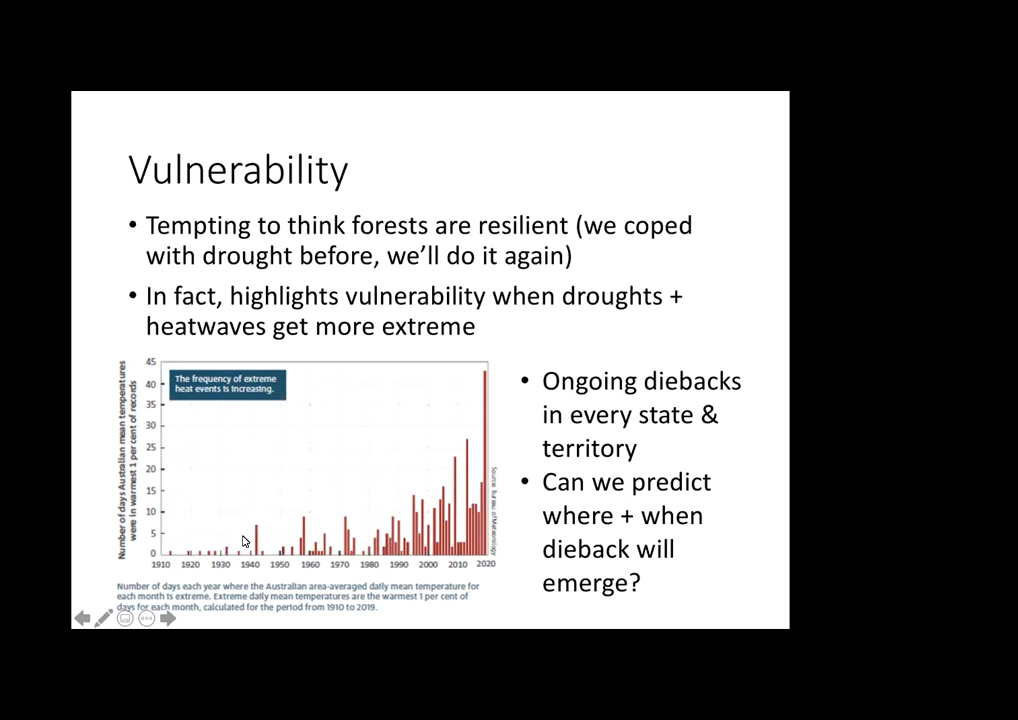 Vulnerability
• Tempting to think forests are resilient (we coped
with drought before, we'll do it again)
• In fact, highlights vulnerability when droughts +
heatwaves get more extreme
Number of days Australian mean temperatures
were in warmest 1 per cent of records
45
40
35
30
25
20
15
10
5
0
The frequency of extreme
heat events is increasing.
1910 1920 1930 1940 1950 1960 1970 1980 1990 2000 2010 2020
Source: Bureau of Meteorology
Number of days each year where the Australian area-averaged daily mean temperature for
each month is extreme. Extreme daily mean temperatures are the warmest 1 per cent of
days for each month, calculated for the period from 1910 to 2019.
• Ongoing diebacks
in every state &
territory
• Can we predict
where + when
dieback will
emerge?